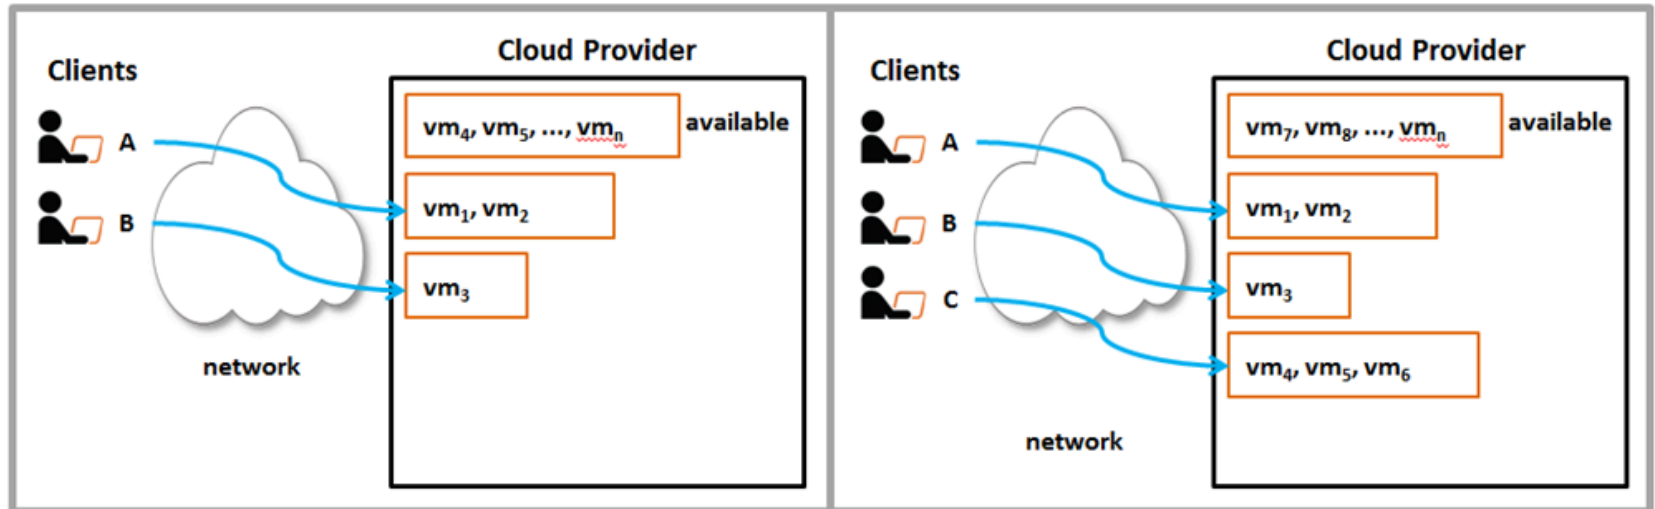 Cloud Provider
Clients
A
vm4, vm5, ..., vmn
available
B
vm1, vm2
vm3
network
Cloud Provider
Clients
A
vm7, vm8, ..., vmn
available
B
vm1, vm2
C
vm3
vm4, vm5, vm6
network